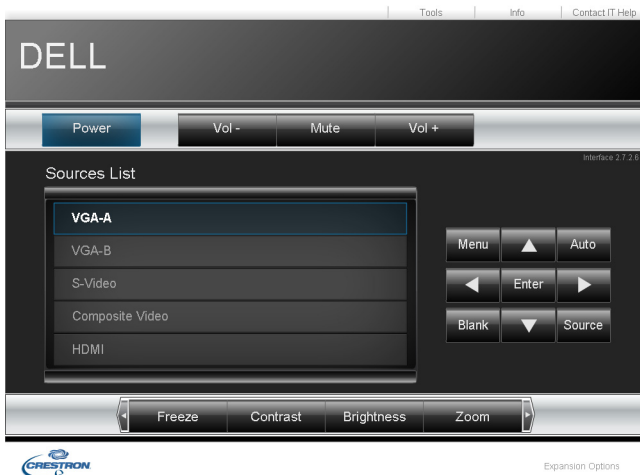 Tools Info Contact IT Help
DELL
Power Vol - Mute Vol +
Interface 2.7.2.6
Sources List
VGA-A
VGA-B
S-Video
Composite Video
HDMI
Menu Auto
Enter
Blank Source
Freeze Contrast Brightness Zoom
CRESTRON
Expansion Options